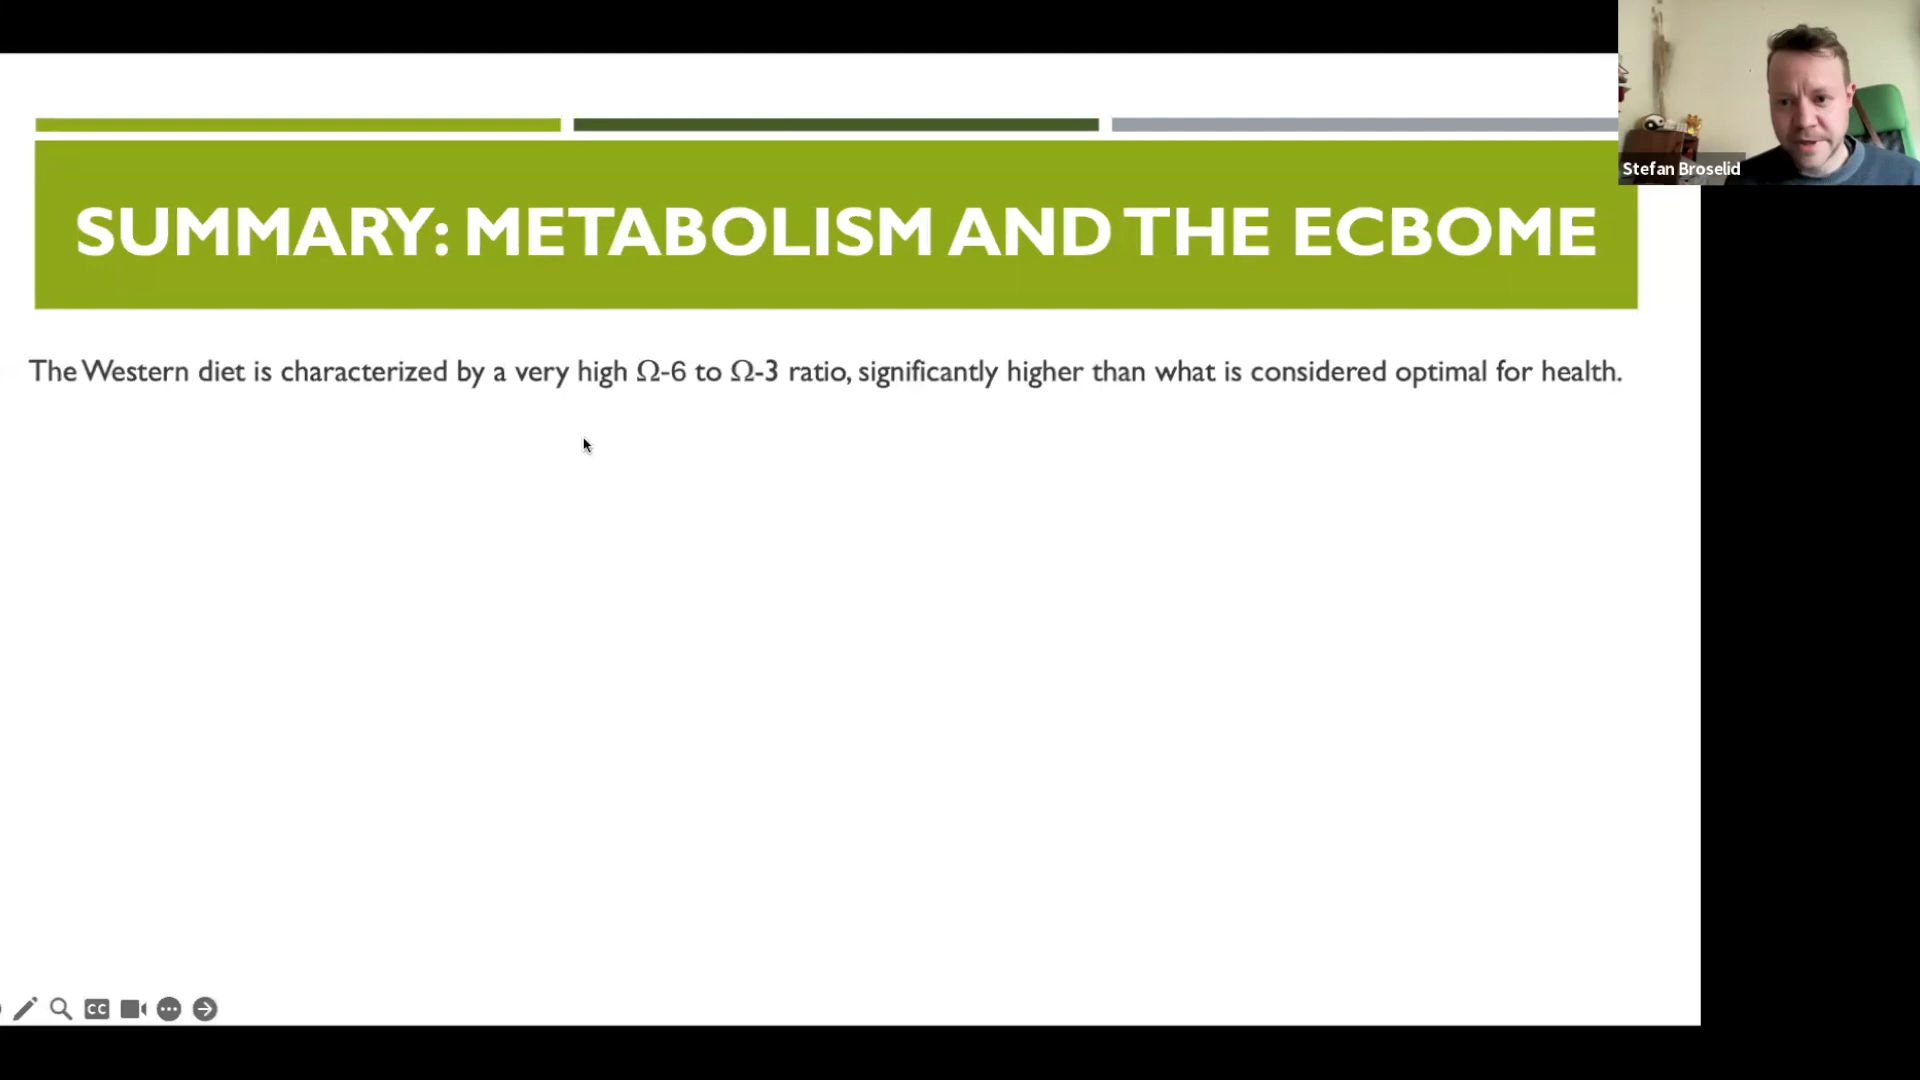 Stefan Broselid
SUMMARY: METABOLISM AND THE ECBOME
The Western diet is characterized by a very high Ω-6 to Ω-3 ratio, significantly higher than what is considered optimal for health.
CC